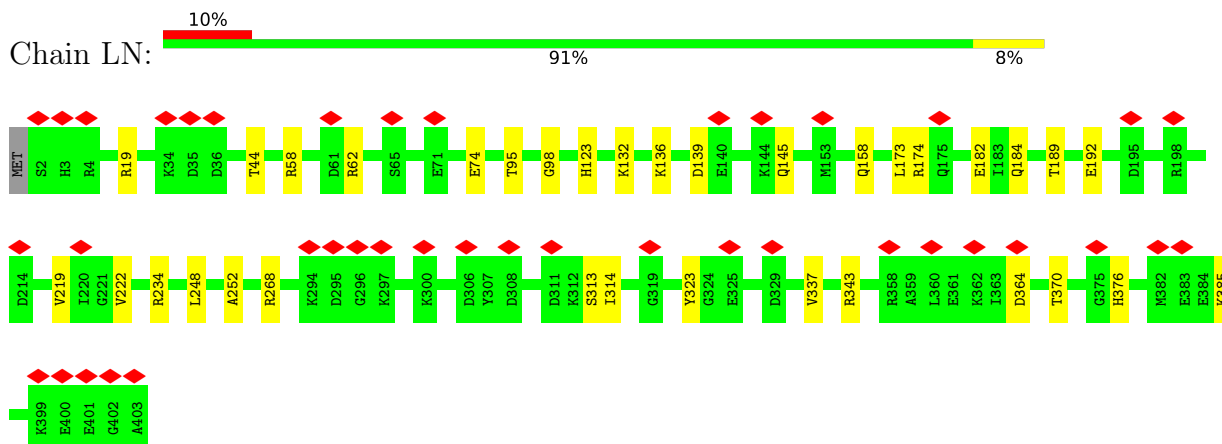 10%
Chain LN:
91% 8%
MET S2 H3 R4 R19 K34 D35 D36 T44 R58 D61 R62 S65 E71 E74 T95 G98 H123 K132 K136 D139 E140 K144 Q145 M153 Q158 L173 R174 Q175 E182 I183 Q184 T189 E192 D195 R198
D214 V219 I220 G221 V222 R234 L248 A252 R268 K294 D295 G296 K297 K300 D306 Y307 D308 D311 K312 S313 I314 G319 Y323 G324 E325 D329 V337 R343 R358 A359 L360 E361 K362 I363 D364 T370 G375 H376 M382 E383 E384
K399 E400 E401 G402 A403